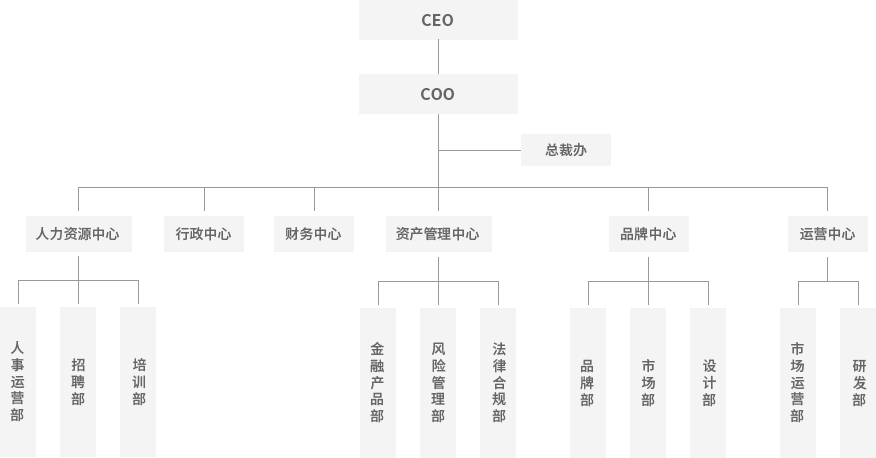 CEO
COO
总裁办
人力资源中心
行政中心
财务中心
资产管理中心
品牌中心
运营中心
人事运营部
招聘部
培训部
金融产品部
风险管理部
法律合规部
品牌部
市场部
设计部
市场运营部
研发部